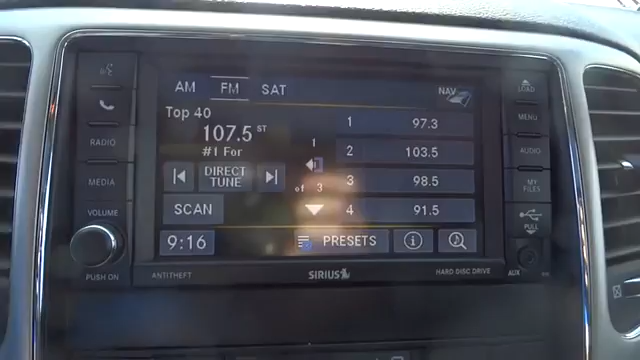 AM FM SAT NAV
Top 40
107.5 ST
#1 For
DIRECT
TUNE
SCAN
9:16
1
of 3
1 97.3
2 103.5
3 98.5
4 91.5
PRESETS
RADIO
MEDIA
VOLUME
PUSH ON
LOAD
MENU
AUDIO
MY
FILES
PULL
AUX
ANTITHEFT
SIRIUS
HARD DISC DRIVE